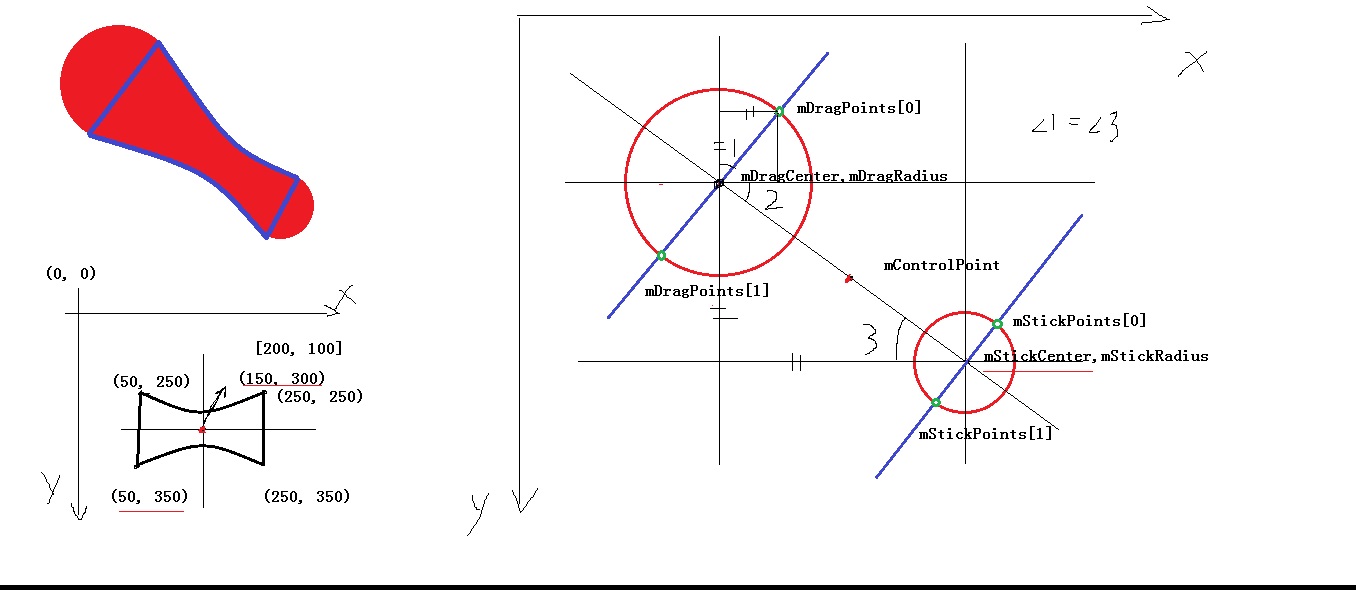 (0, 0)
x
[200, 100]
(50, 250)
(150, 300)
(250, 250)
y
(50, 350)
(250, 350)
x
mDragPoints[0]
∠1=∠3
1
mDragCenter,mDragRadius
2
mControlPoint
mDragPoints[1]
mStickPoints[0]
3
mStickCenter,mStickRadius
mStickPoints[1]
y